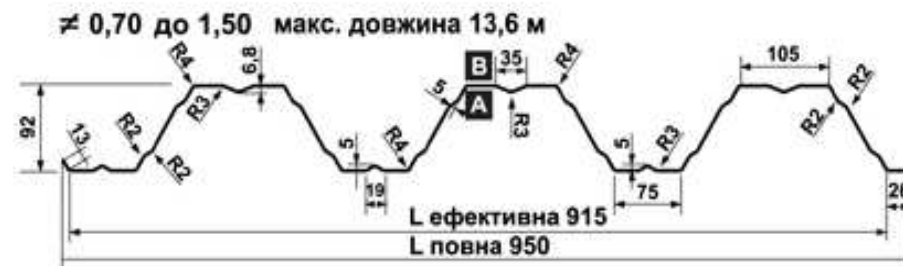 ≠ 0,70 до 1,50 макс. довжина 13,6 м
R4
6,8
B
35
R4
105
R2
92
R3
5
A
R3
R2
13
R2
R2
5
R4
5
R3
19
75
L ефективна 915
L повна 950